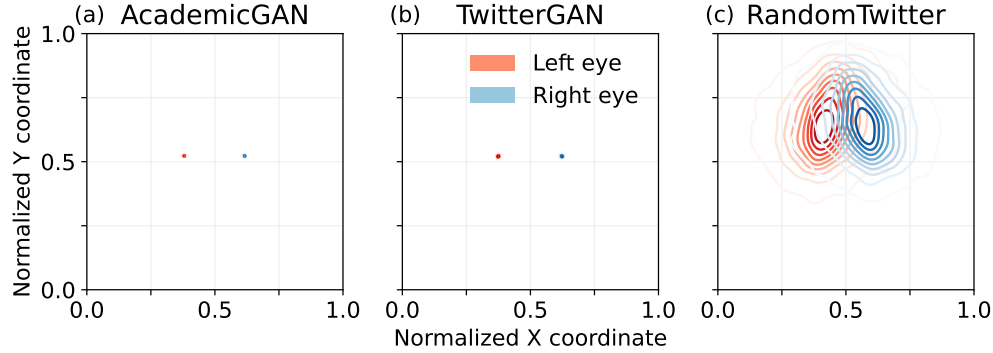 (a) AcademicGAN
(b) TwitterGAN
(c) RandomTwitter
Normalized Y coordinate
1.0
0.5
0.0
0.0 0.5 1.0
Left eye
Right eye
0.0 0.5 1.0
0.0 0.5 1.0
Normalized X coordinate